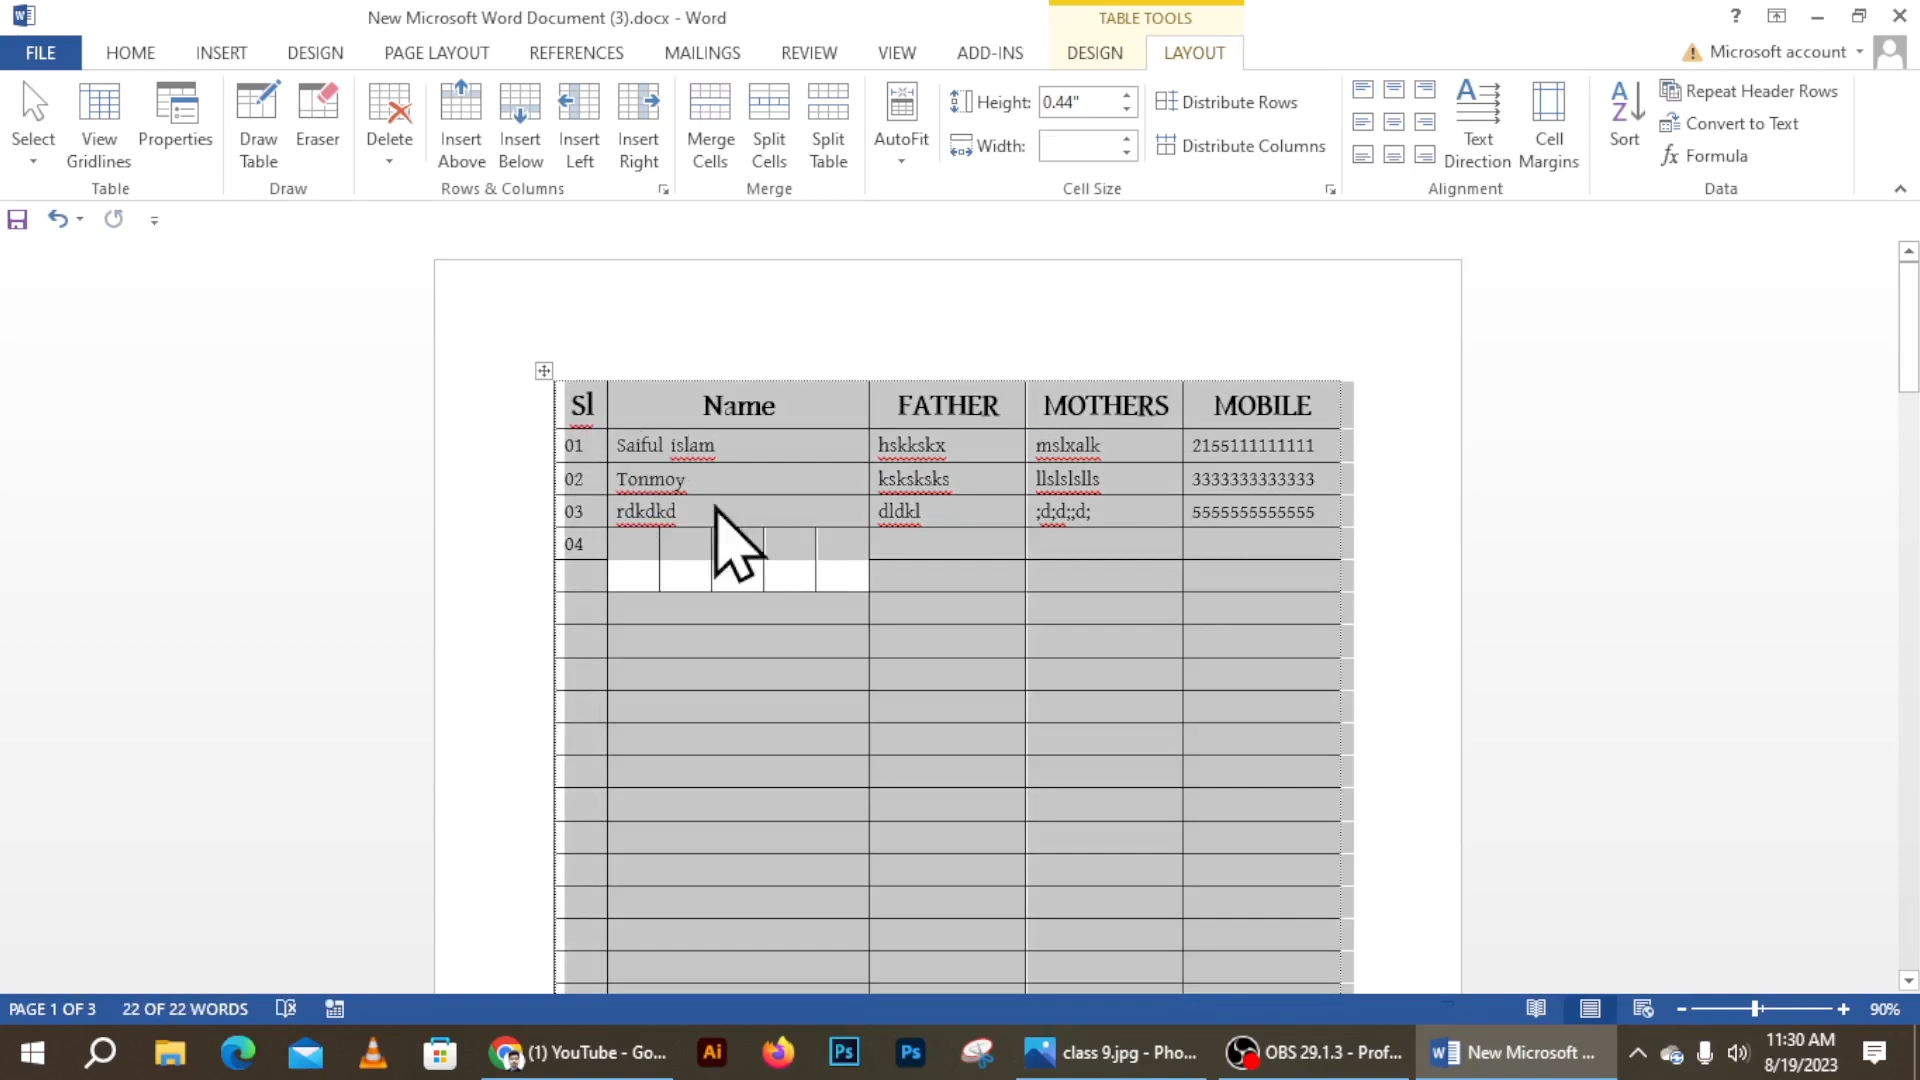 New Microsoft Word Document (3).docx - Word
TABLE TOOLS
?
FILE HOME INSERT DESIGN PAGE LAYOUT REFERENCES MAILINGS REVIEW VIEW ADD-INS DESIGN LAYOUT Microsoft account
Select
View Gridlines
Properties
Table
Draw Table
Eraser
Draw
Delete
Insert Above
Insert Below
Insert Left
Insert Right
Rows & Columns
Merge Cells
Split Cells
Split Table
Merge
AutoFit
Height: 0.44"
Width:
Distribute Rows
Distribute Columns
Cell Size
Text Direction
Cell Margins
Alignment
Sort
Repeat Header Rows
Convert to Text
Formula
Data
Sl Name FATHER MOTHERS MOBILE
01 Saiful islam hskkskx mslxalk 2155111111111
02 Tonmoy ksksksks llslslslls 3333333333333
03 rdkdkd dldkl ;d;d;;d; 5555555555555
04
PAGE 1 OF 3 22 OF 22 WORDS 90%
(1) YouTube - Go...
Ai
Ps
Ps
class 9.jpg - Pho...
OBS 29.1.3 - Prof...
New Microsoft ...
11:30 AM
8/19/2023